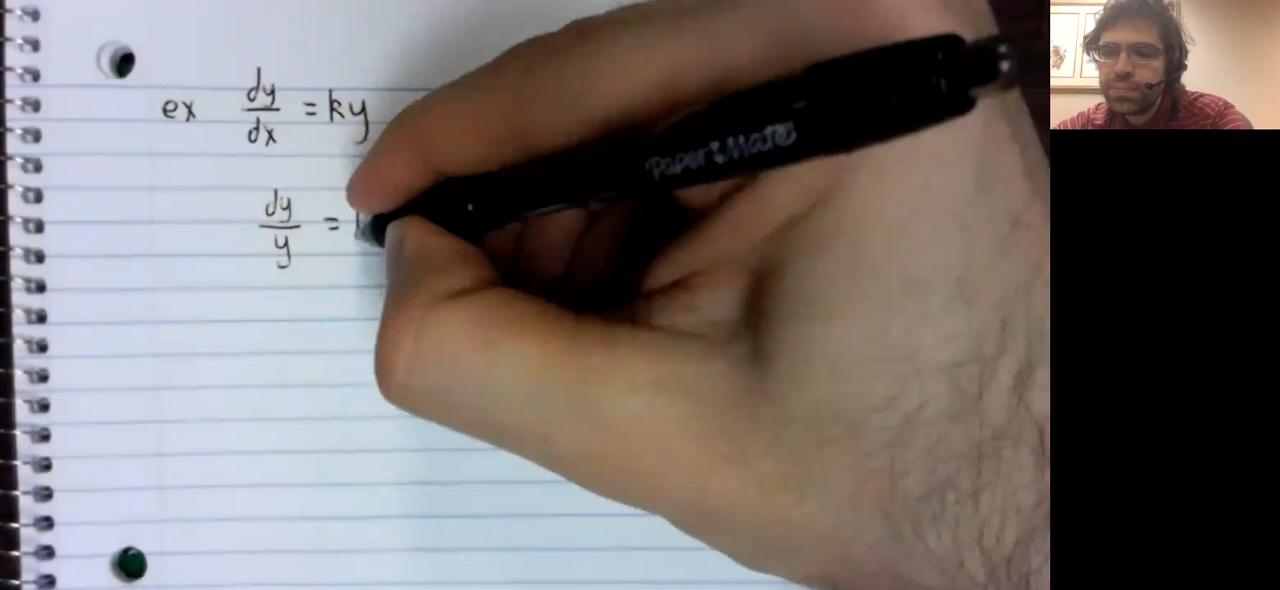 ex dy/dx = ky
dy/y =
Paper Mate